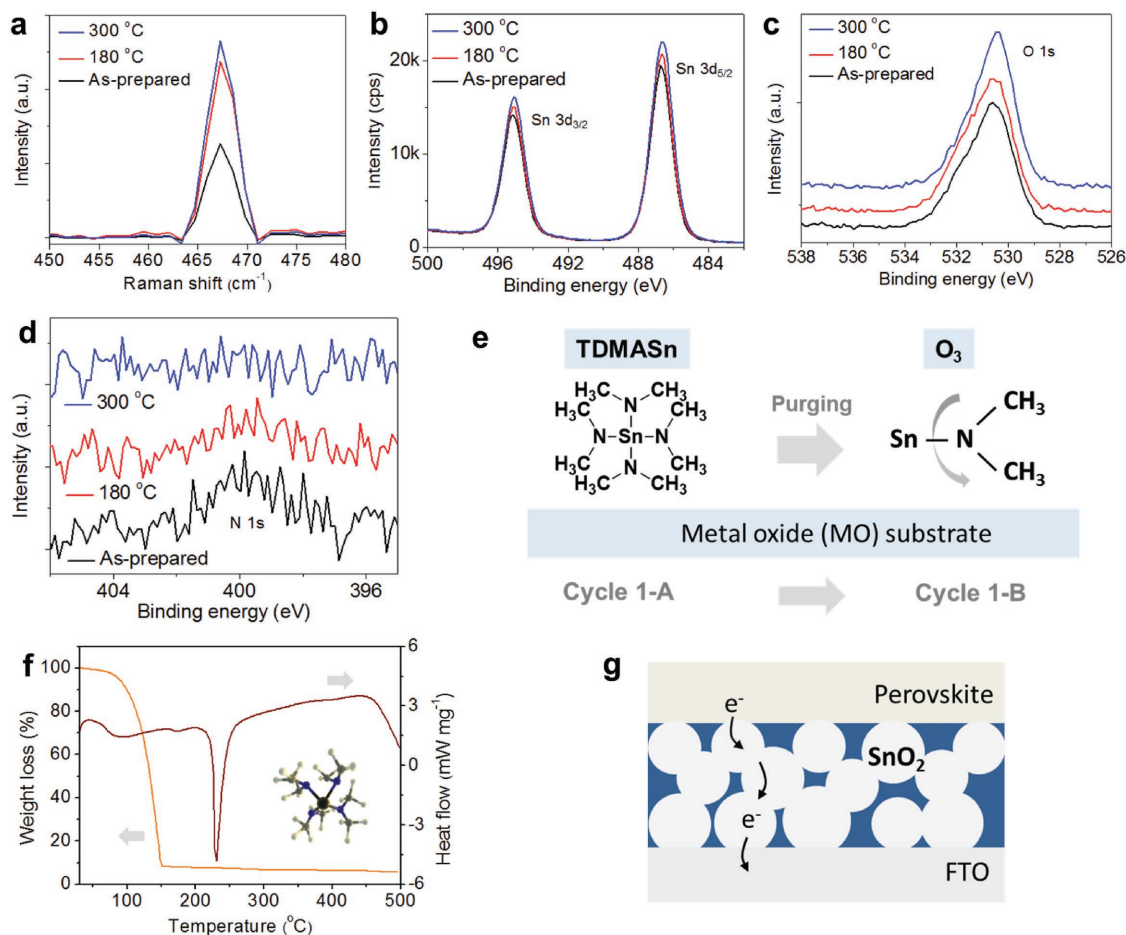 a
300 °C
180 °C
As-prepared
Intensity (a.u.)
450 455 460 465 470 475 480
Raman shift (cm-1)
b
300 °C
180 °C
As-prepared
Sn 3d5/2
Sn 3d3/2
Intensity (cps)
20k
10k
0
500 496 492 488 484
Binding energy (eV)
c
300 °C
180 °C
As-prepared
O 1s
Intensity (a.u.)
538 536 534 532 530 528 526
Binding energy (eV)
d
300 °C
180 °C
N 1s
As-prepared
Intensity (a.u.)
404 400 396
Binding energy (eV)
e
TDMASn
O3
H3C CH3
CH3 N CH3
N Sn N
H3C N CH3
H3C CH3
Purging
CH3
Sn N
CH3
Metal oxide (MO) substrate
Cycle 1-A
Cycle 1-B
f
Weight loss (%)
100
80
60
40
20
0
6
3
0
-3
-6
Heat flow (mW mg-1)
100 200 300 400 500
Temperature (°C)
g
Perovskite
e-
SnO2
e-
FTO